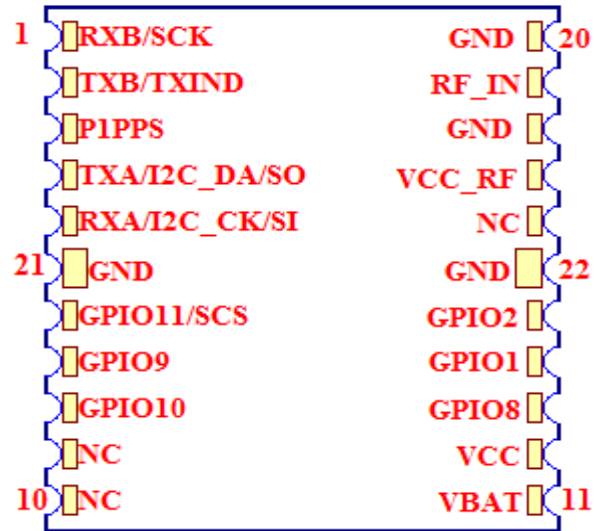 1 RXB/SCK GND 20
TXB/TXIND RF_IN
P1PPS GND
TXA/I2C_DA/SO VCC_RF
RXA/I2C_CK/SI NC
21 GND GND 22
GPIO11/SCS GPIO2
GPIO9 GPIO1
GPIO10 GPIO8
NC VCC
10 NC VBAT 11